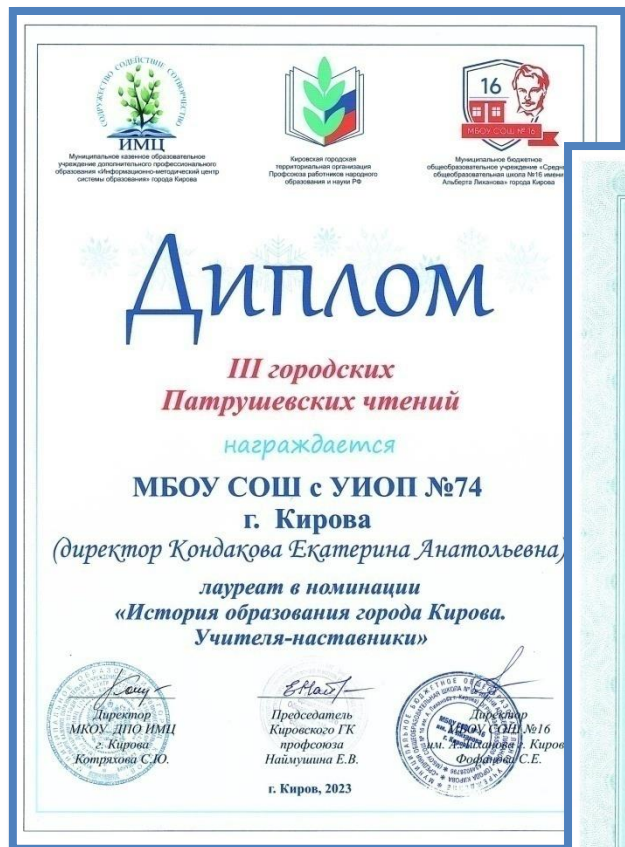 СОДРУЖЕСТВО СОДЕЙСТВИЕ СОТВОРЧЕСТВО
ИМЦ
Муниципальное казенное образовательное
учреждение дополнительного профессионального
образования «Информационно-методический центр
системы образования» города Кирова
Кировская городская
территориальная организация
Профсоюза работников народного
образования и науки РФ
16
МБОУ СОШ № 16
Муниципальное бюджетное
общеобразовательное учреждение «Средн
общеобразовательная школа №16 имени
Альберта Лиханова» города Кирова
Диплом
III городских
Патрушевских чтений
награждается
МБОУ СОШ с УИОП №74
г. Кирова
(директор Кондакова Екатерина Анатольевна)
лауреат в номинации
«История образования города Кирова.
Учителя-наставники»
Директор
МКОУ ДПО ИМЦ
г. Кирова
Котряхова С.Ю.
Председатель
Кировского ГК
профсоюза
Наймушина Е.В.
Директор
МБОУ СОШ №16
им. А. Лиханова г. Киров
Фофанова С.Е.
г. Киров, 2023